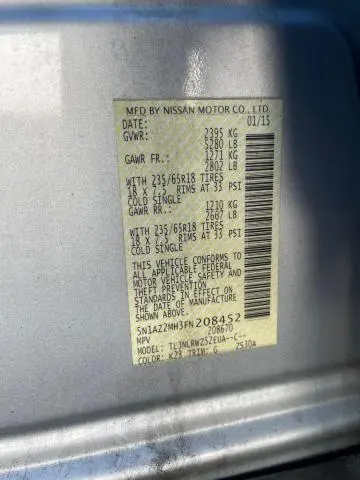 MFD BY NISSAN MOTOR CO., LTD.
DATE: 01/15
GVWR: 2395 KG
5280 LB
GAWR FR.: 1271 KG
2802 LB
WITH 235/65R18 TIRES
18 X 7.5 RIMS AT 33 PSI
COLD SINGLE
GAWR RR.: 1210 KG
2667 LB
WITH 235/65R18 TIRES
18 X 7.5 RIMS AT 33 PSI
COLD SINGLE
THIS VEHICLE CONFORMS TO
ALL APPLICABLE FEDERAL
MOTOR VEHICLE SAFETY AND
THEFT PREVENTION
STANDARDS IN EFFECT ON
THE DATE OF MANUFACTURE
SHOWN ABOVE.
5N1AZ2MH3FN208452
208670
MPV
MODEL: TLJNLRWZ52EUA--C--
COLOR: K23 TRIM: G Z530A